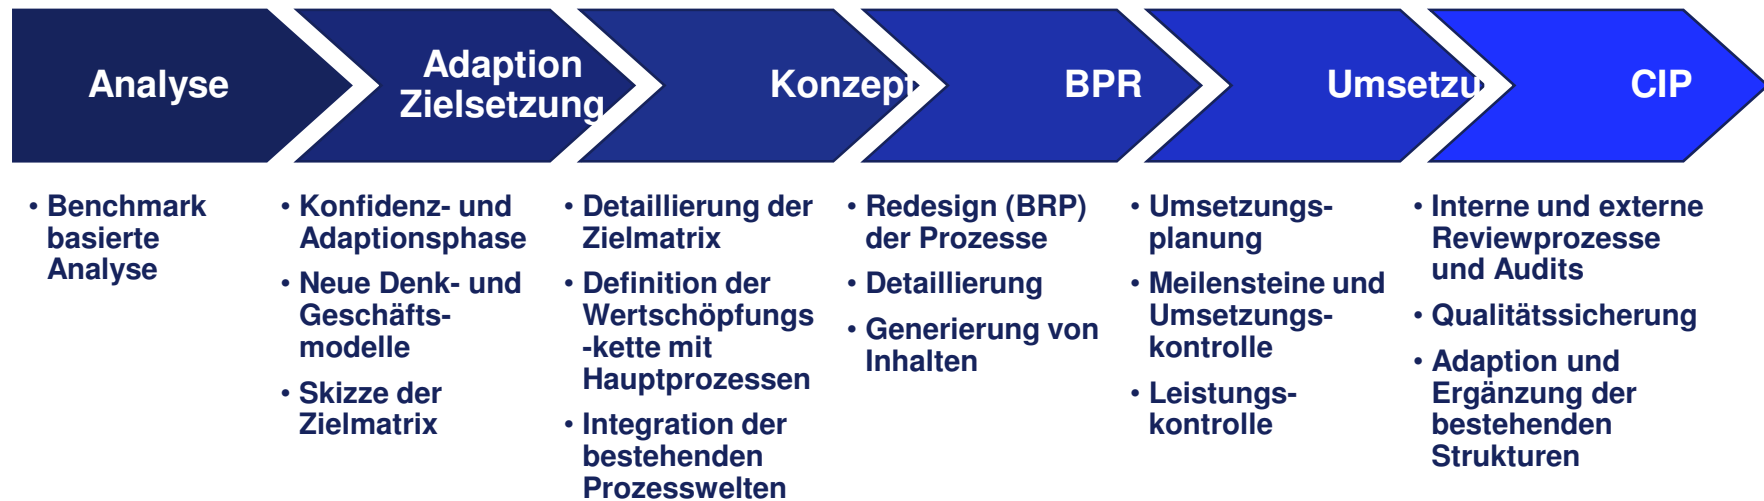 Analyse
Adaption
Zielsetzung
Konzept
BPR
Umsetzu
CIP
• Benchmark
basierte
Analyse
• Konfidenz- und
Adaptionsphase
• Neue Denk- und
Geschäfts-
modelle
• Skizze der
Zielmatrix
• Detaillierung der
Zielmatrix
• Definition der
Wertschöpfungs
-kette mit
Hauptprozessen
• Integration der
bestehenden
Prozesswelten
• Redesign (BRP)
der Prozesse
• Detaillierung
• Generierung von
Inhalten
• Umsetzungs-
planung
• Meilensteine und
Umsetzungs-
kontrolle
• Leistungs-
kontrolle
• Interne und externe
Reviewprozesse
und Audits
• Qualitätssicherung
• Adaption und
Ergänzung der
bestehenden
Strukturen